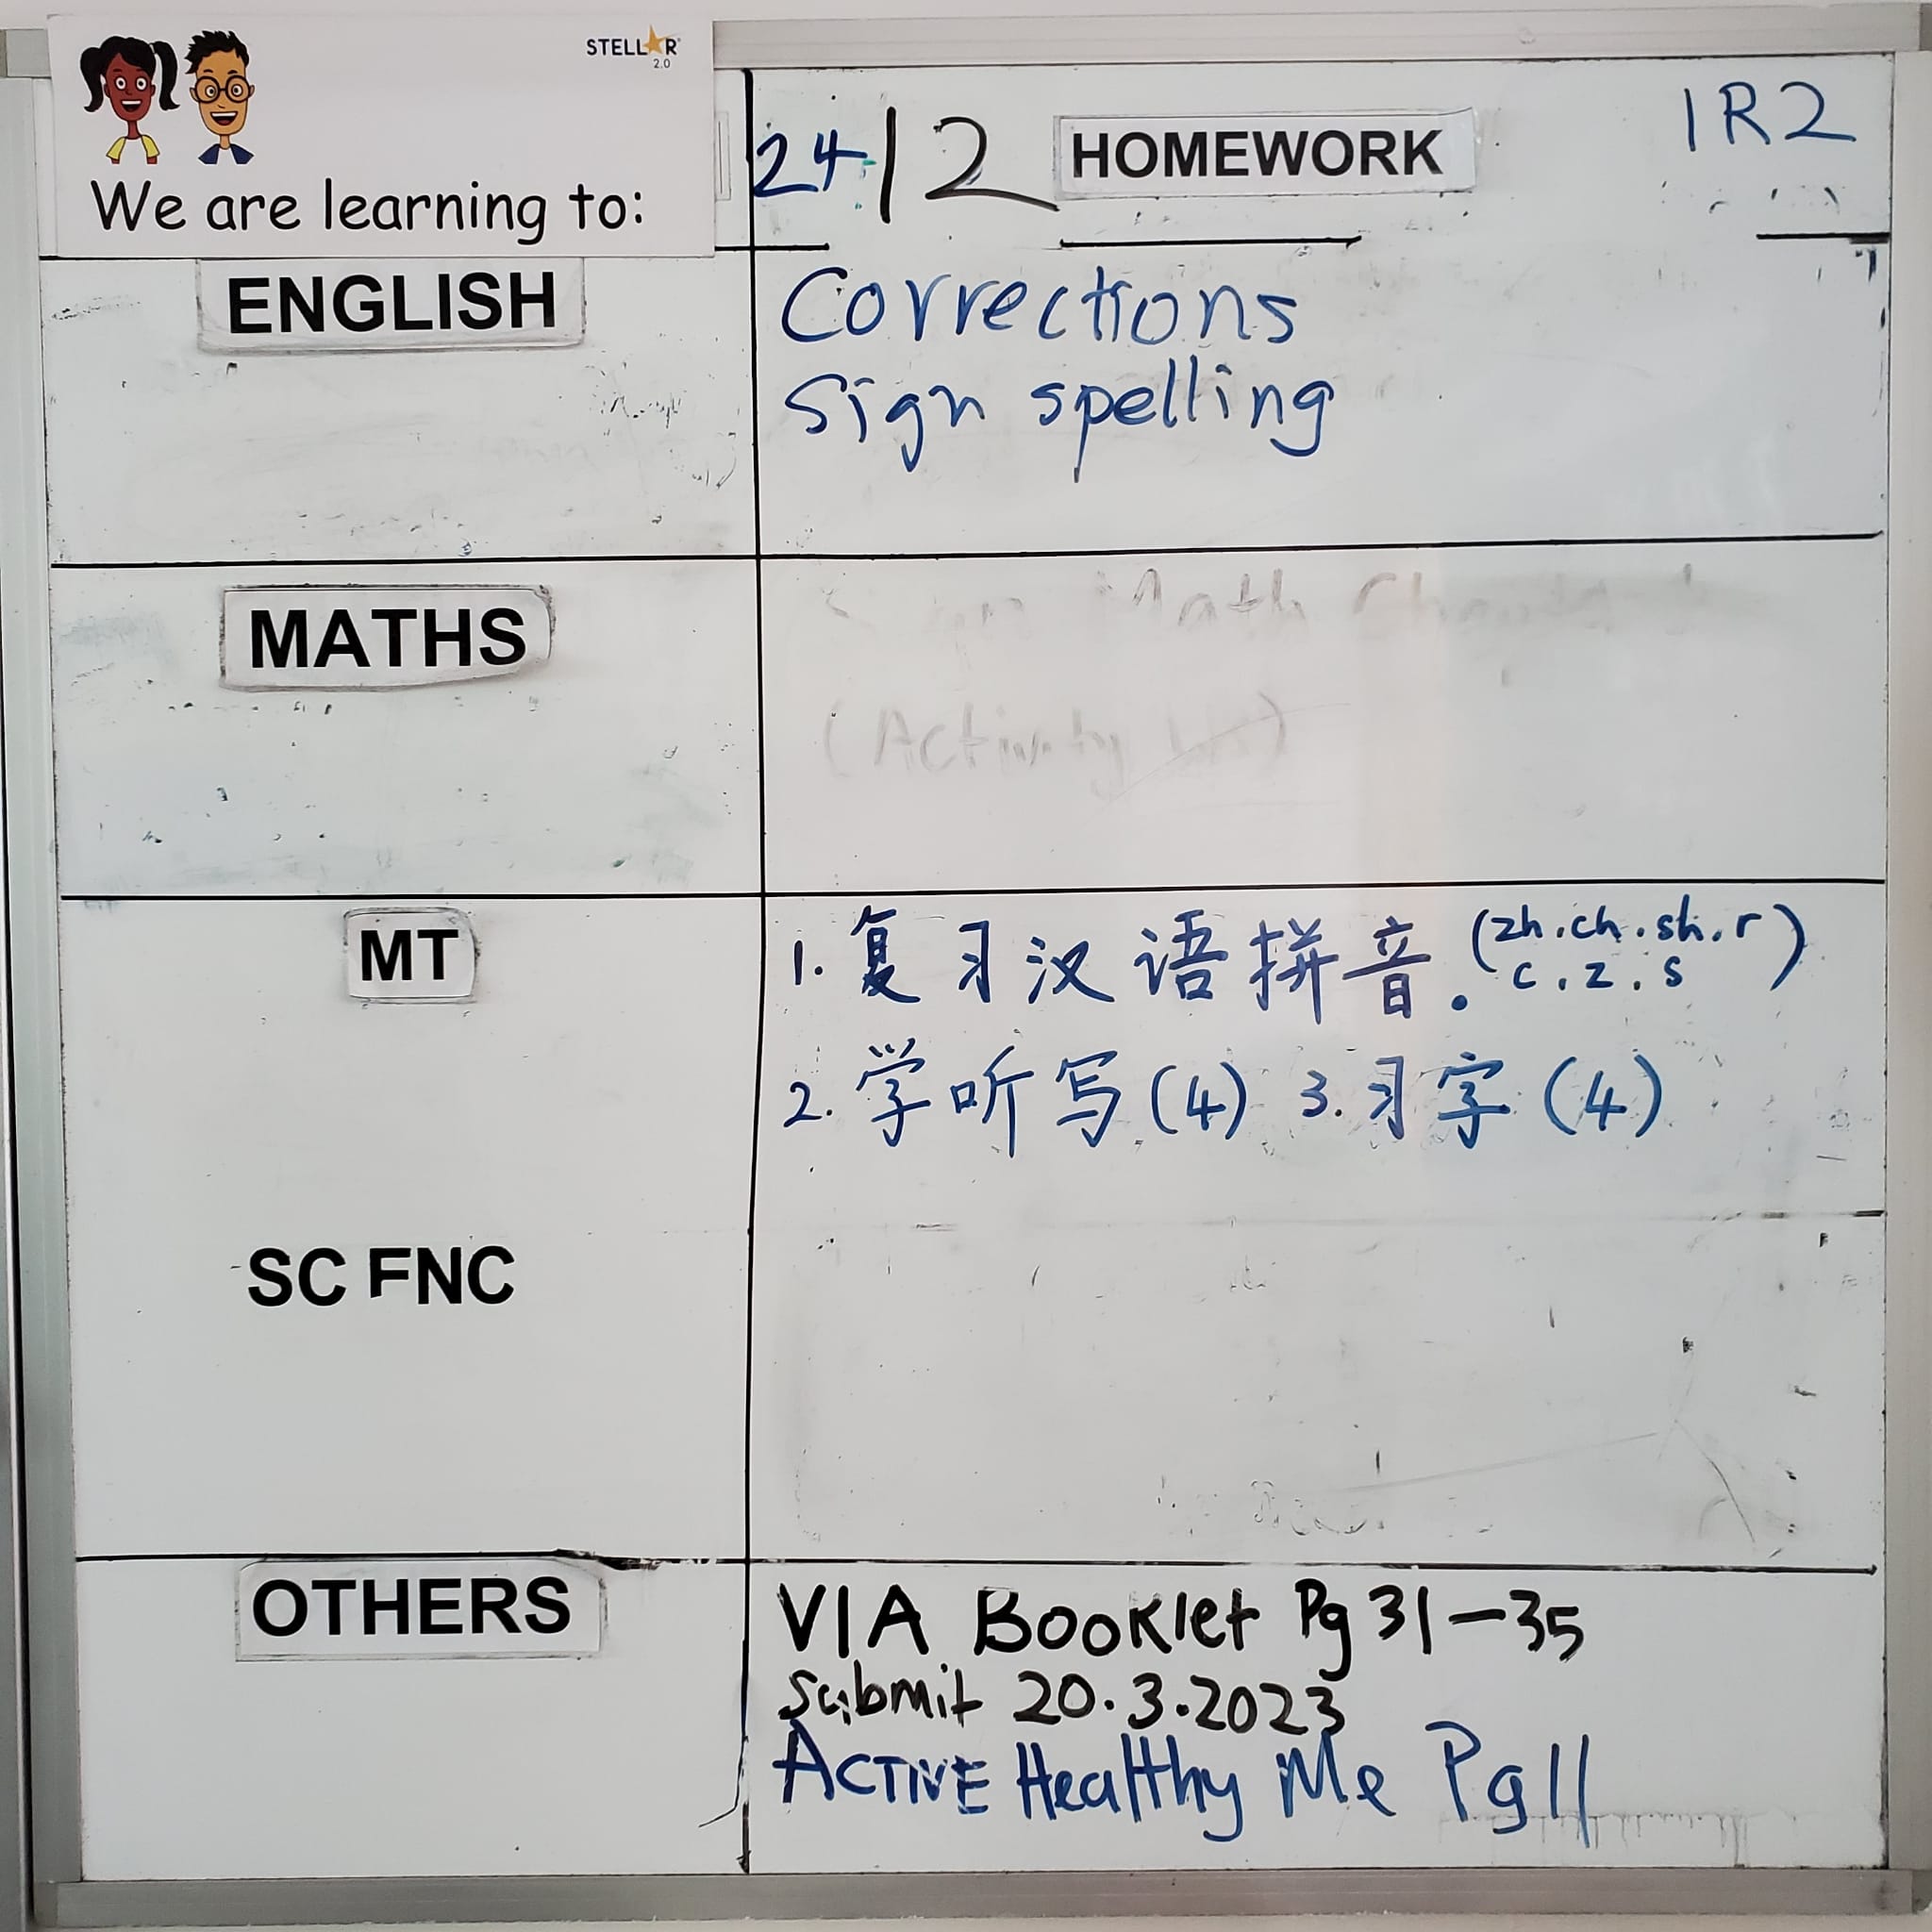 STELLAR
2.0
We are learning to:
24/2 HOMEWORK 1R2
ENGLISH
Corrections
Sign spelling
MATHS
Math
(Activity
MT
1. 复习汉语拼音. (zh.ch.sh.r
c.z.s)
2. 学听写(4) 3. 习字(4)
SC FNC
OTHERS
VIA Booklet Pg 31-35
Submit 20.3.2023
ACTIVE Healthy Me Pg11